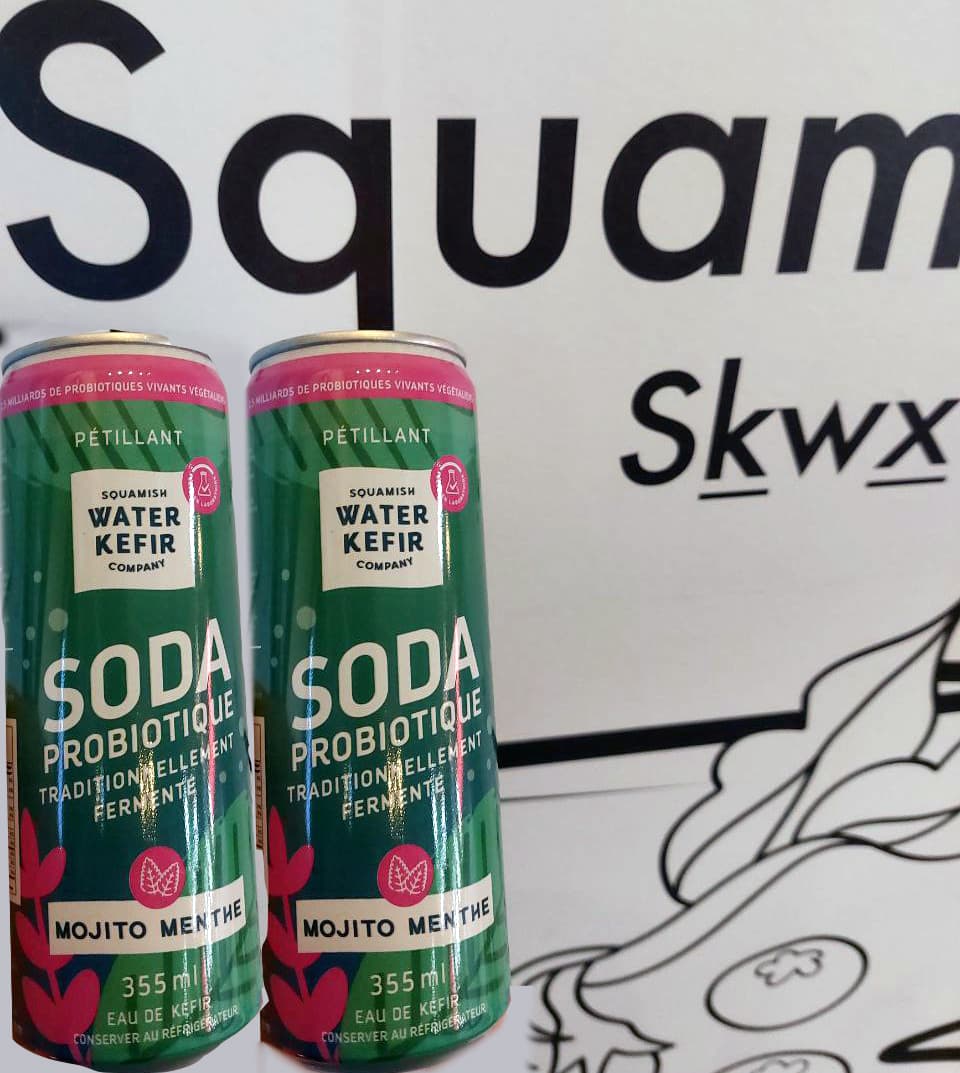 Squam
Skwx
MILLIARDS DE PROBIOTIQUES VIVANTS
PÉTILLANT
SQUAMISH
WATER
KEFIR
COMPANY
SODA
PROBIOTIQUE
TRADITIONNELLEMENT
FERMENTÉ
MOJITO MENTHE
355 ml
EAU DE KÉFIR
CONSERVER AU RÉFRIGÉRATEUR
MILLIARDS DE PROBIOTIQUES VIVANTS
PÉTILLANT
SQUAMISH
WATER
KEFIR
COMPANY
SODA
PROBIOTIQUE
TRADITIONNELLEMENT
FERMENTÉ
MOJITO MENTHE
355 ml
EAU DE KÉFIR
CONSERVER AU RÉFRIGÉRATEUR